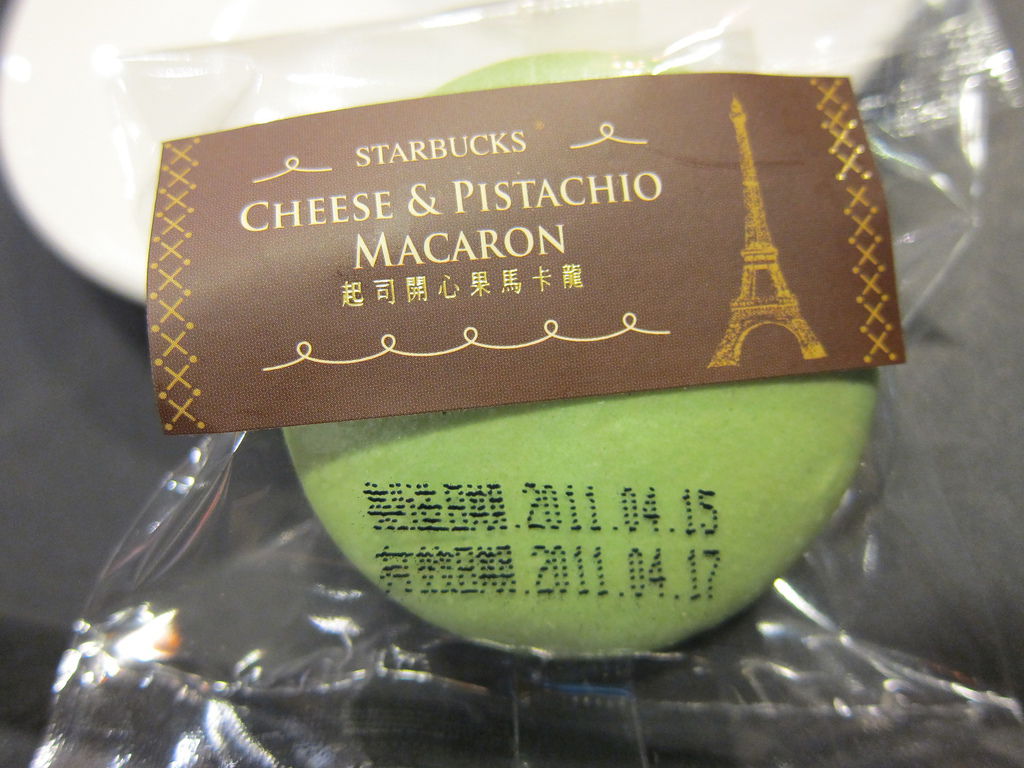 STARBUCKS
CHEESE & PISTACHIO
MACARON
起司開心果馬卡龍
製造日期.2011.04.15
有效日期.2011.04.17